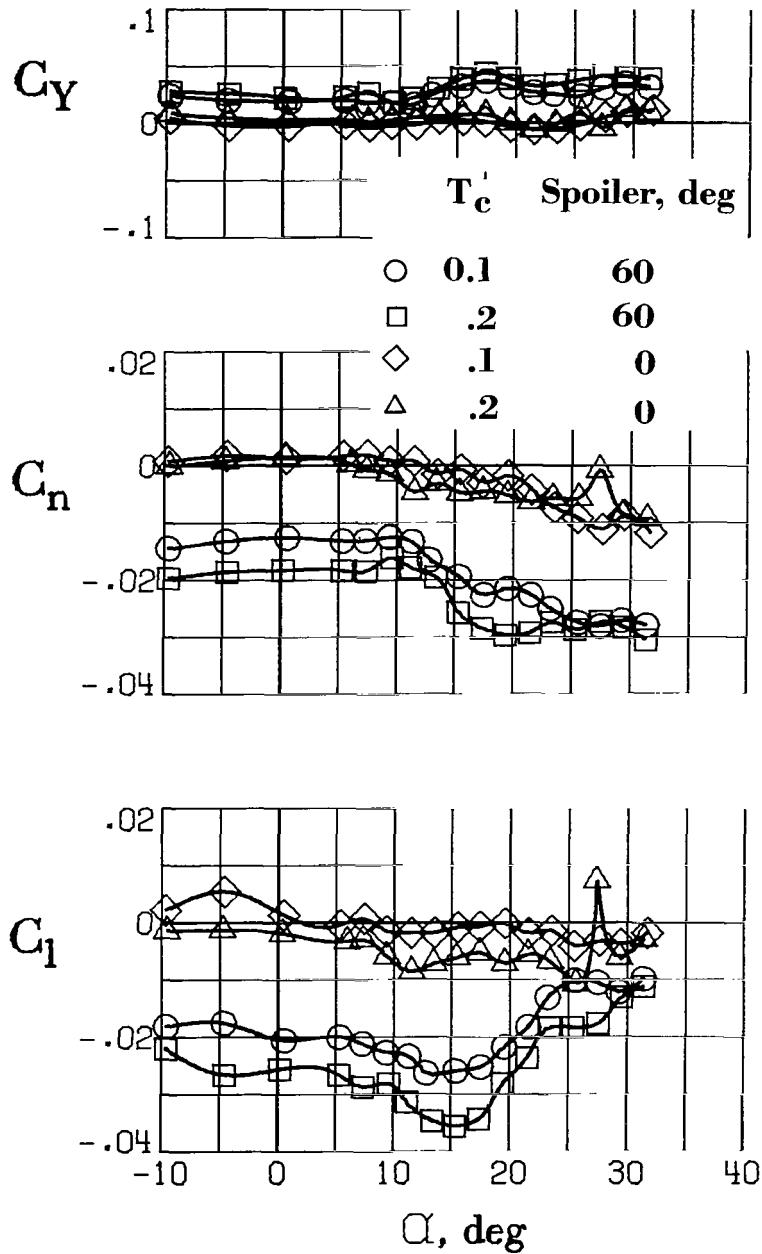 .1
C_Y
0
-.1
T_c' Spoiler, deg
○ 0.1 60
□ .2 60
◇ .1 0
△ .2 0
.02
0
C_n
-.02
-.04
.02
0
C_l
-.02
-.04
-10 0 10 20 30 40
α, deg